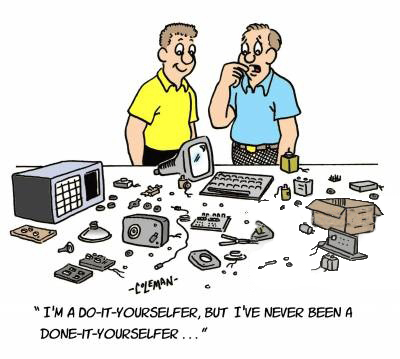 -COLEMAN-
"I'M A DO-IT-YOURSELFER, BUT I'VE NEVER BEEN A
DONE-IT-YOURSELFER . . ."